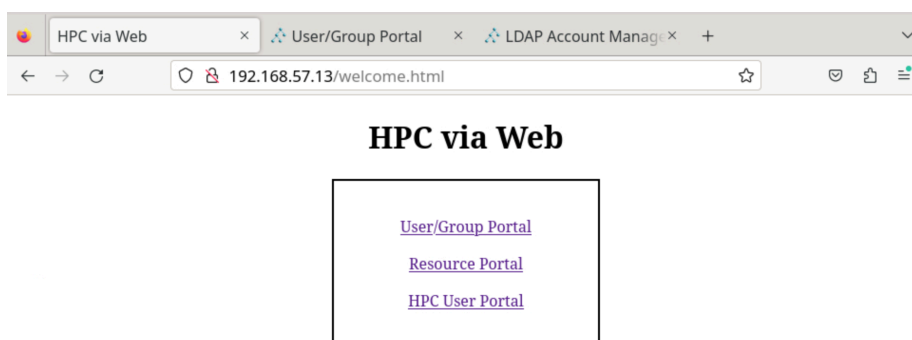 HPC via Web × User/Group Portal × LDAP Account Manage × +
192.168.57.13/welcome.html
HPC via Web
User/Group Portal
Resource Portal
HPC User Portal